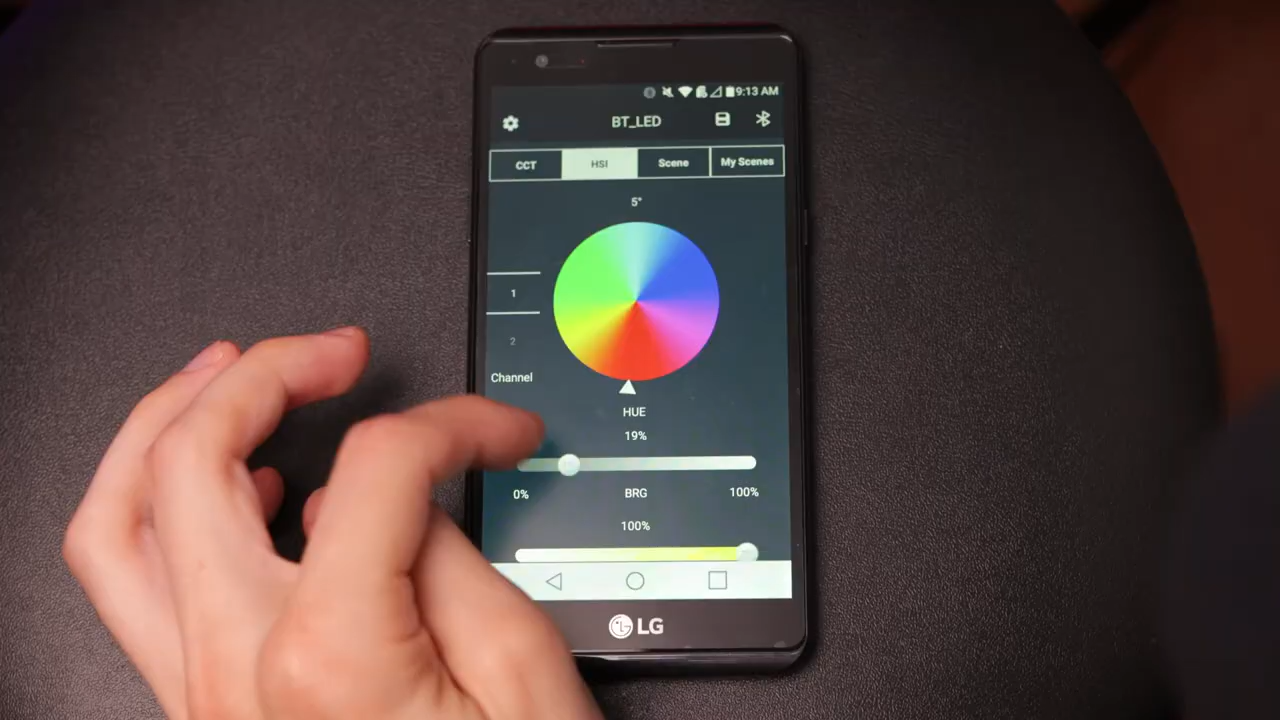 9:13 AM
BT_LED
CCT HSI Scene My Scenes
5°
1
2
Channel
HUE
19%
0% BRG 100%
100%
LG